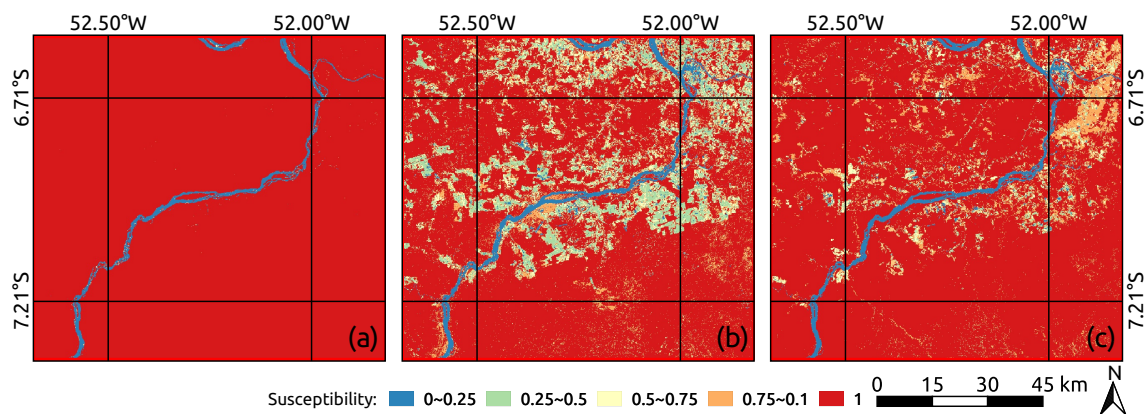 52.50°W 52.00°W 52.50°W 52.00°W 52.50°W 52.00°W
6.71°S 6.71°S
7.21°S 7.21°S
(a) (b) (c)
N
Susceptibility: 0~0.25 0.25~0.5 0.5~0.75 0.75~0.1 1 0 15 30 45 km